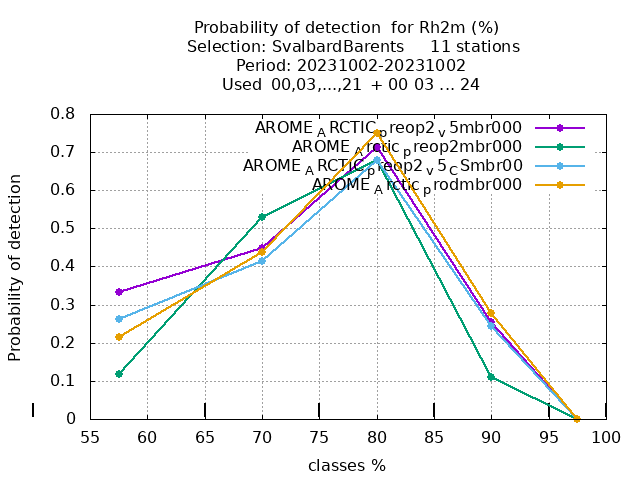 Probability of detection for Rh2m (%)
Selection: SvalbardBarents 11 stations
Period: 20231002-20231002
Used 00,03,...,21 + 00 03 ... 24
AROME_ARCTIC_preop2_v5mbr000
AROME_Arctic_preop2mbr000
AROME_ARCTIC_preop2_v5_CSmbr00
AROME_Arctic_prodmbr000
Probability of detection
0.8
0.7
0.6
0.5
0.4
0.3
0.2
0.1
0
55 60 65 70 75 80 85 90 95 100
classes %